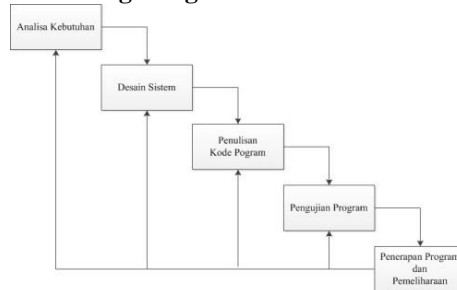 Analisa Kebutuhan
Desain Sistem
Penulisan
Kode Pogram
Pengujian Program
Penerapan Program
dan
Pemeliharaan